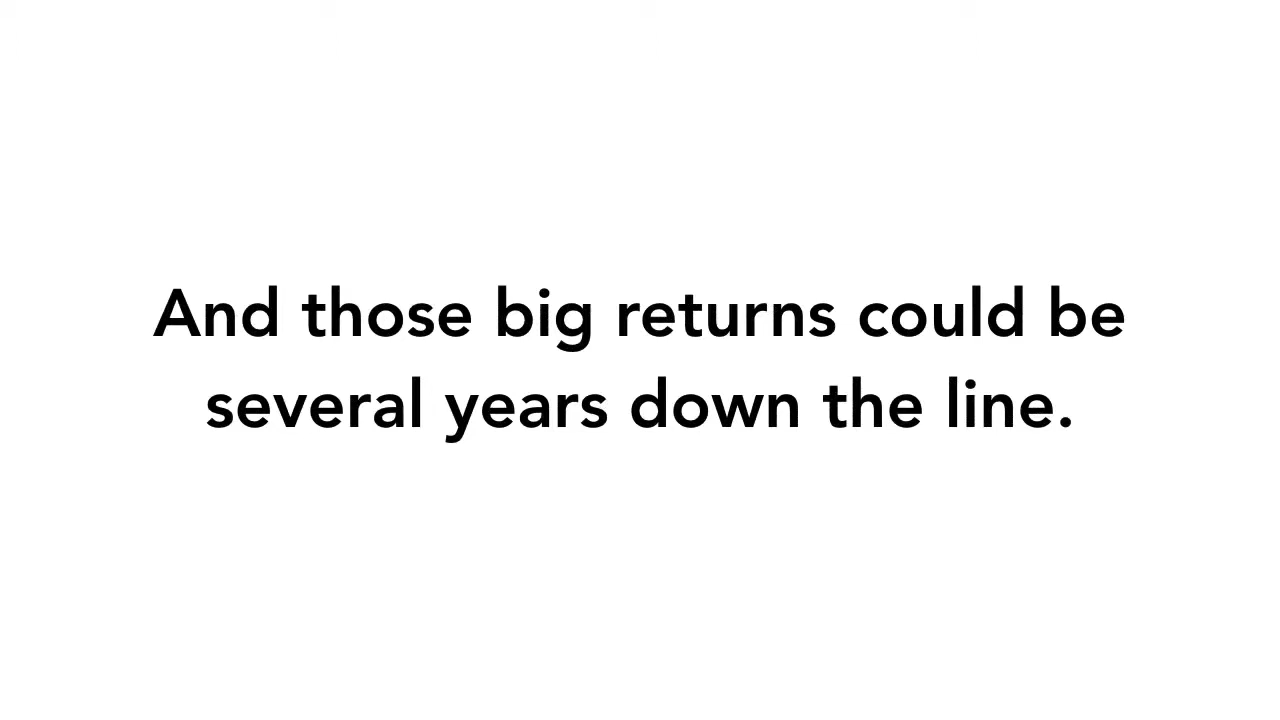 And those big returns could be
several years down the line.